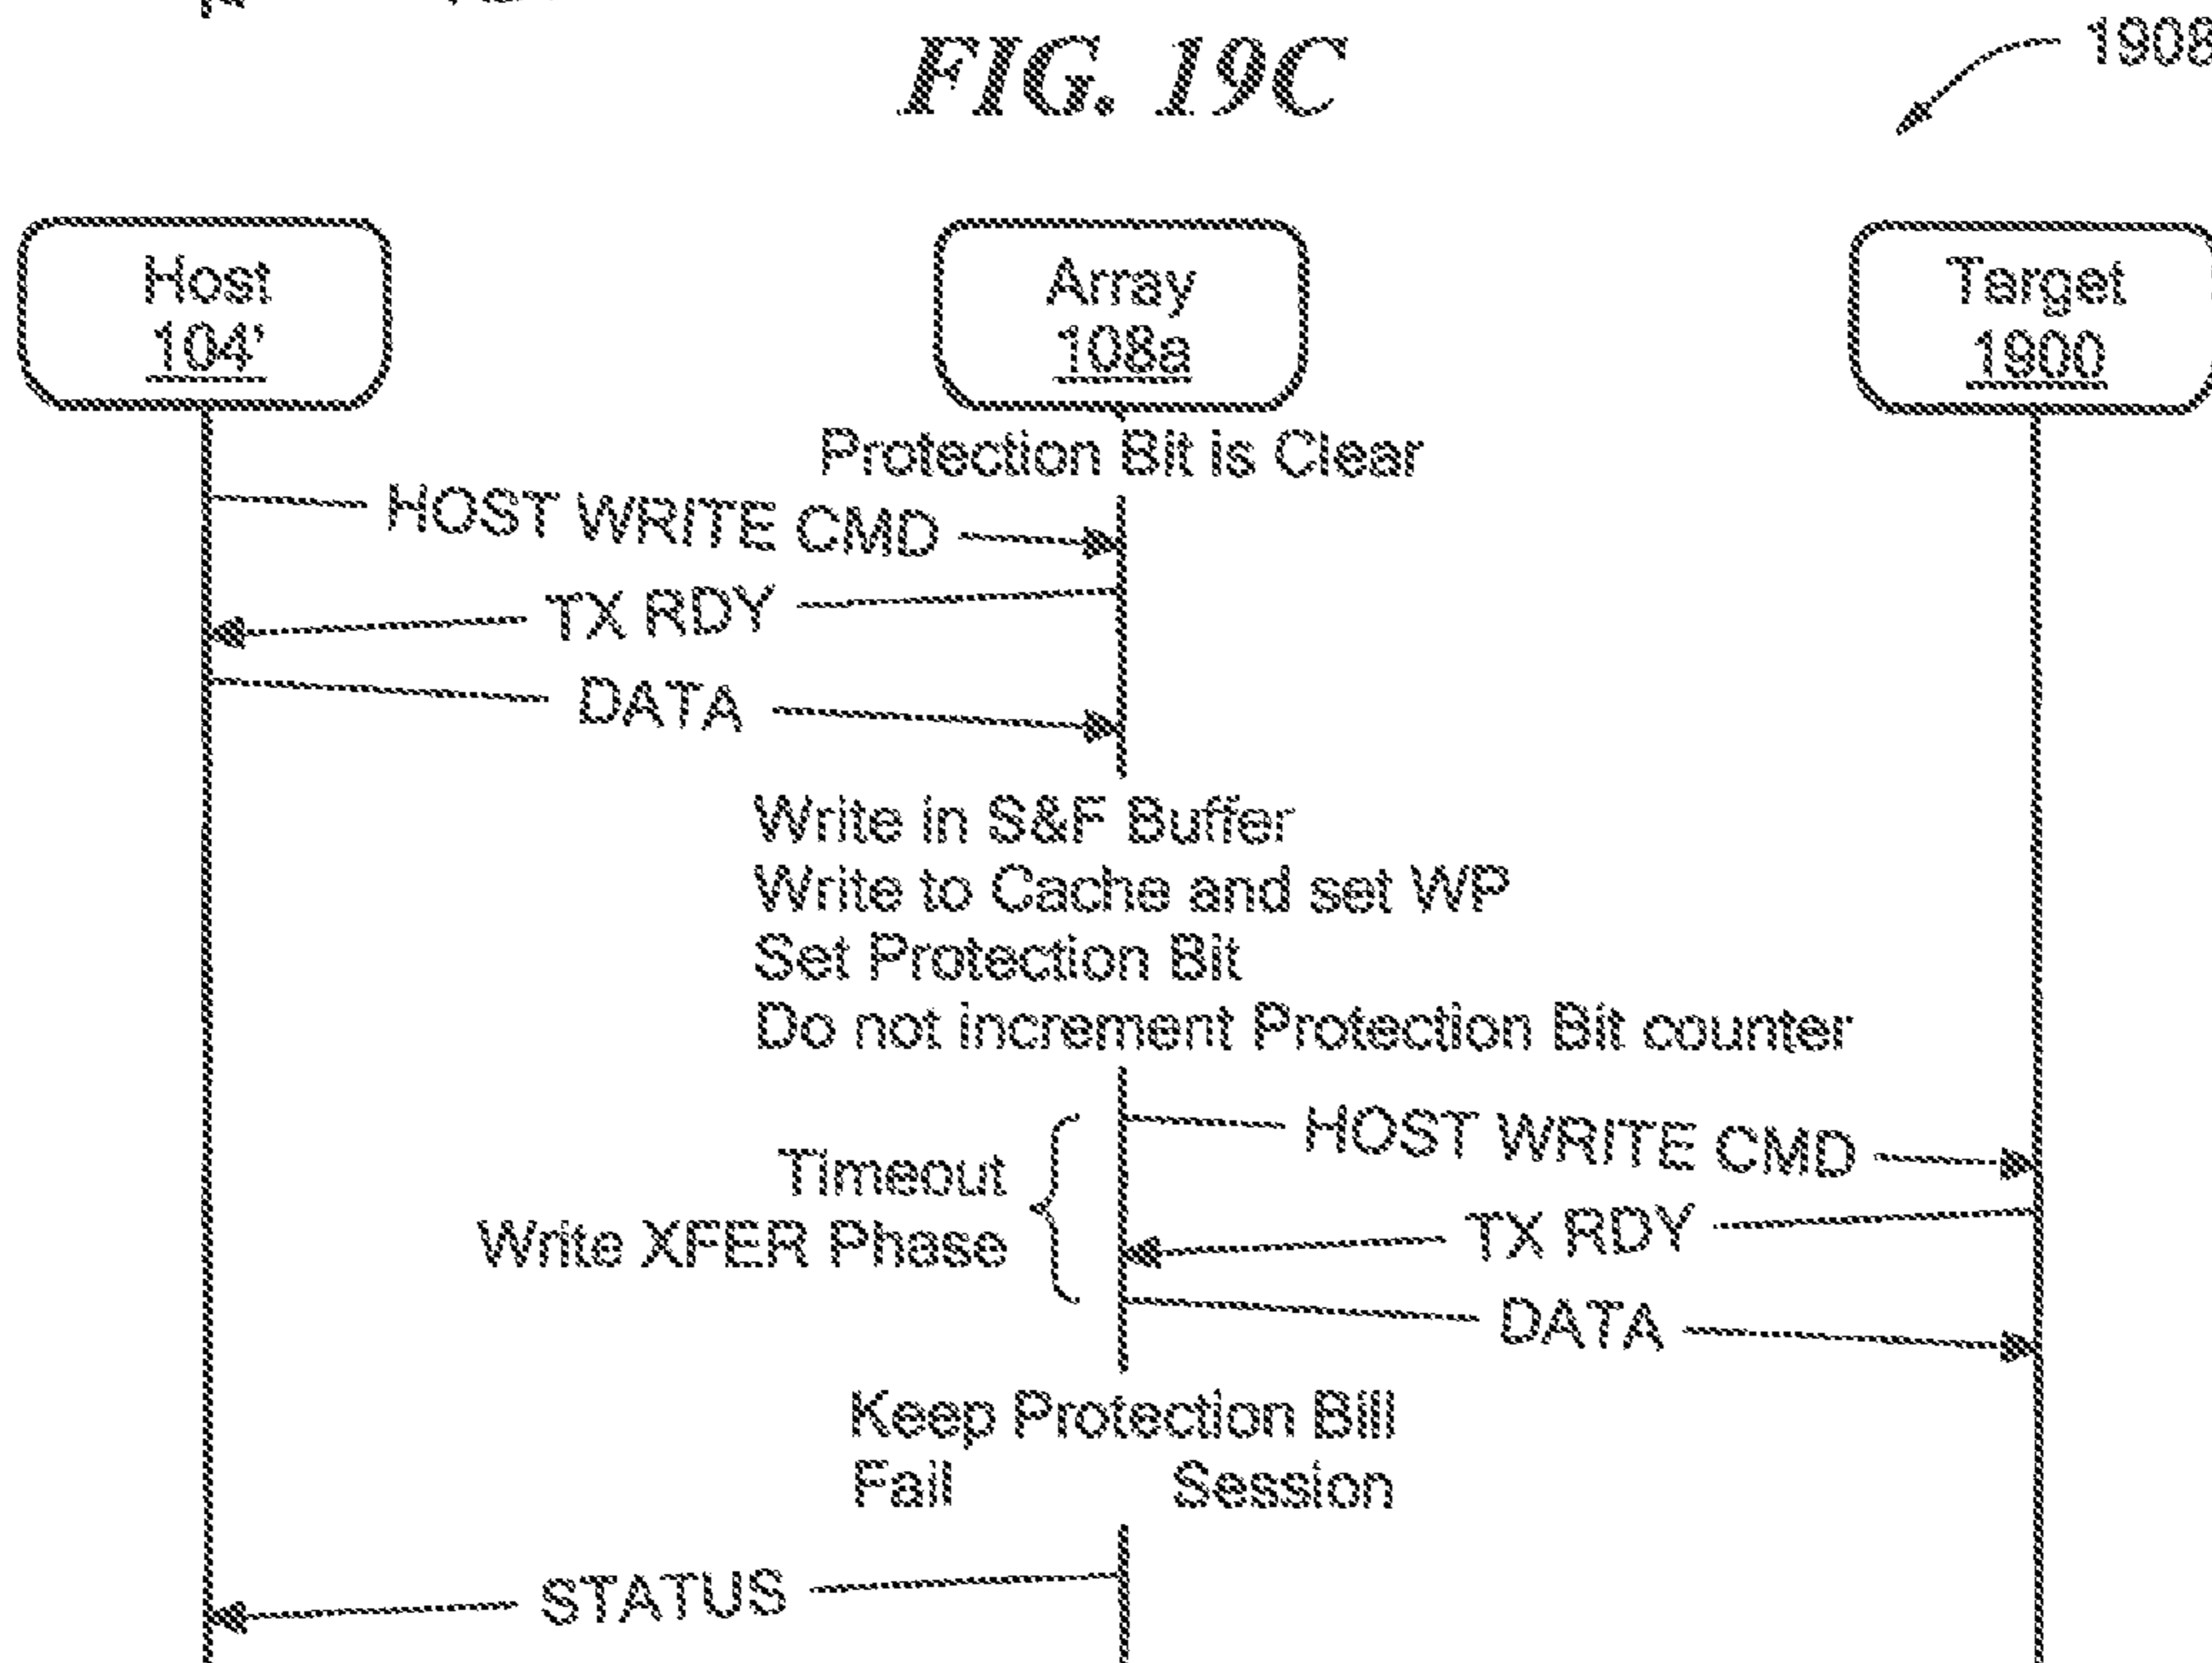 FIG. 19C
1908
Host
104'
Array
108a
Target
1900
Protection Bit is Clear
HOST WRITE CMD
TX RDY
DATA
Write in S&F Buffer
Write to Cache and set WP
Set Protection Bit
Do not increment Protection Bit counter
HOST WRITE CMD
Timeout
Write XFER Phase
TX RDY
DATA
Keep Protection Bill
Fail Session
STATUS